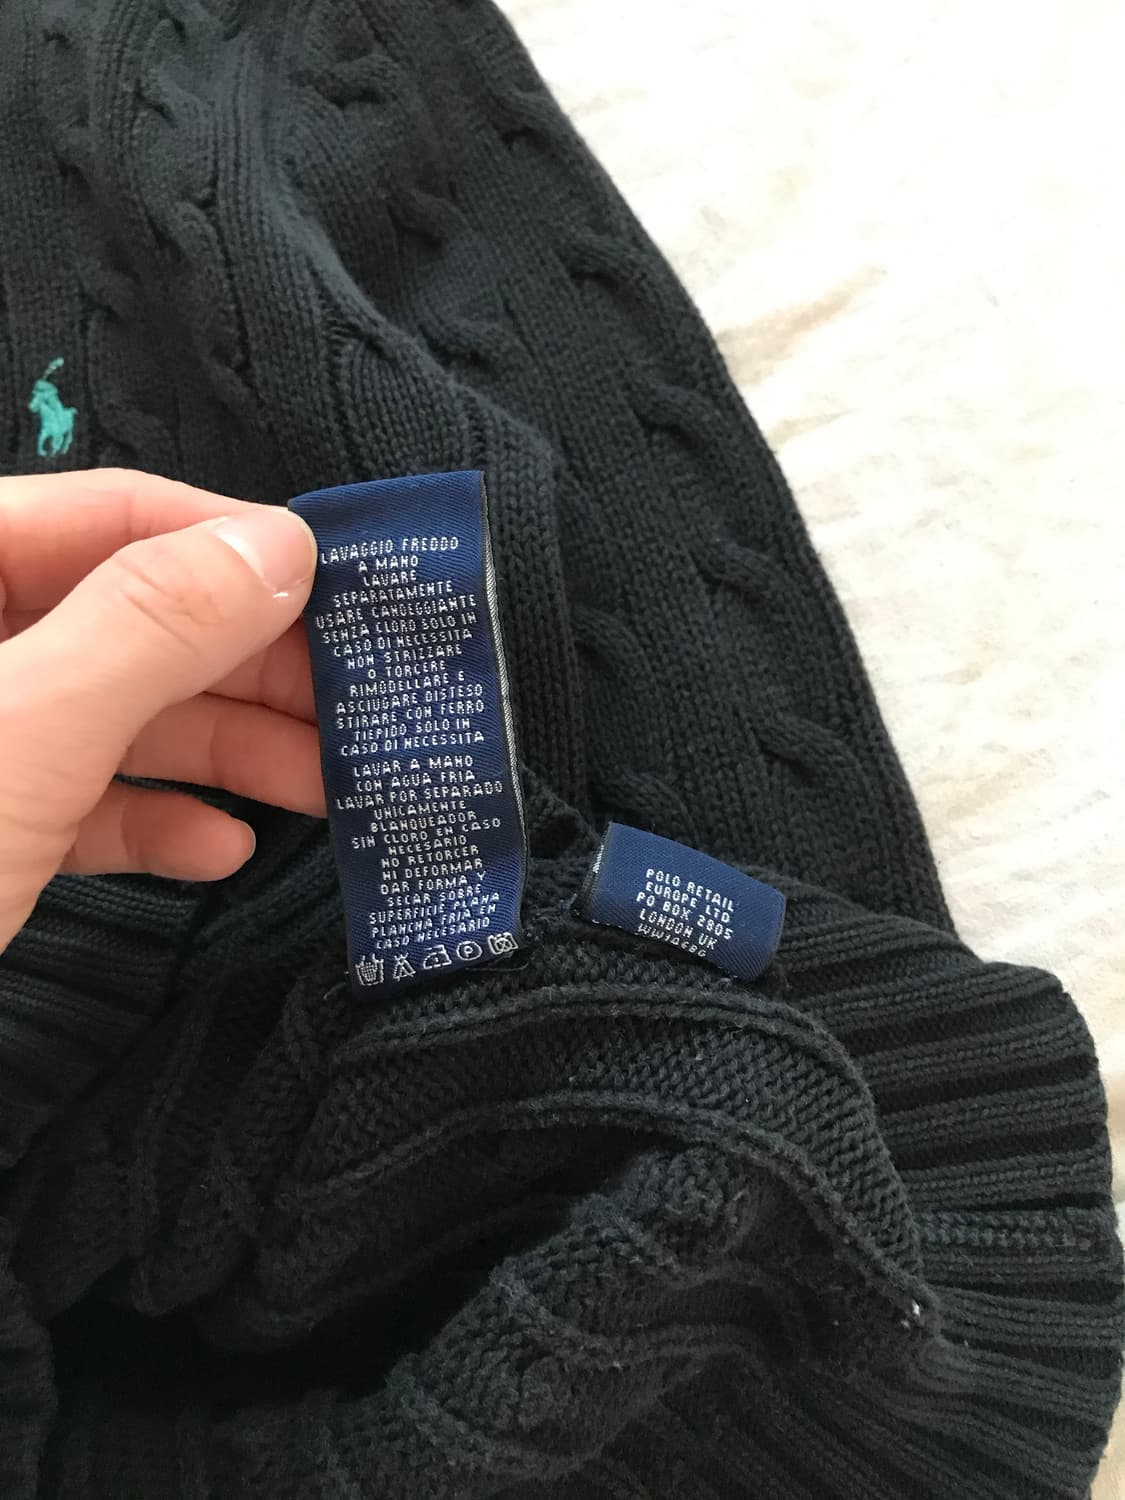 LAVAGGIO FREDDO
A MANO
LAVARE
SEPARATAMENTE
USARE CANDEGGIANTE
SENZA CLORO SOLO IN
CASO DI NECESSITA
NON STRIZZARE
O TORCERE
RIMODELLARE E
ASCIUGARE DISTESO
STIRARE CON FERRO
TIEPIDO SOLO IN
CASO DI NECESSITA
LAVAR A MANO
CON AGUA FRIA
LAVAR POR SEPARADO
UNICAMENTE
BLANQUEADOR
SIN CLORO EN CASO
NECESARIO
NO RETORCER
NI DEFORMAR
DAR FORMA Y
SECAR SOBRE
SUPERFICIE PLANA
PLANCHA FRIA EN
CASO NECESARIO
P
POLO RETAIL
EUROPE LTD
PO BOX 2805
LONDON UK